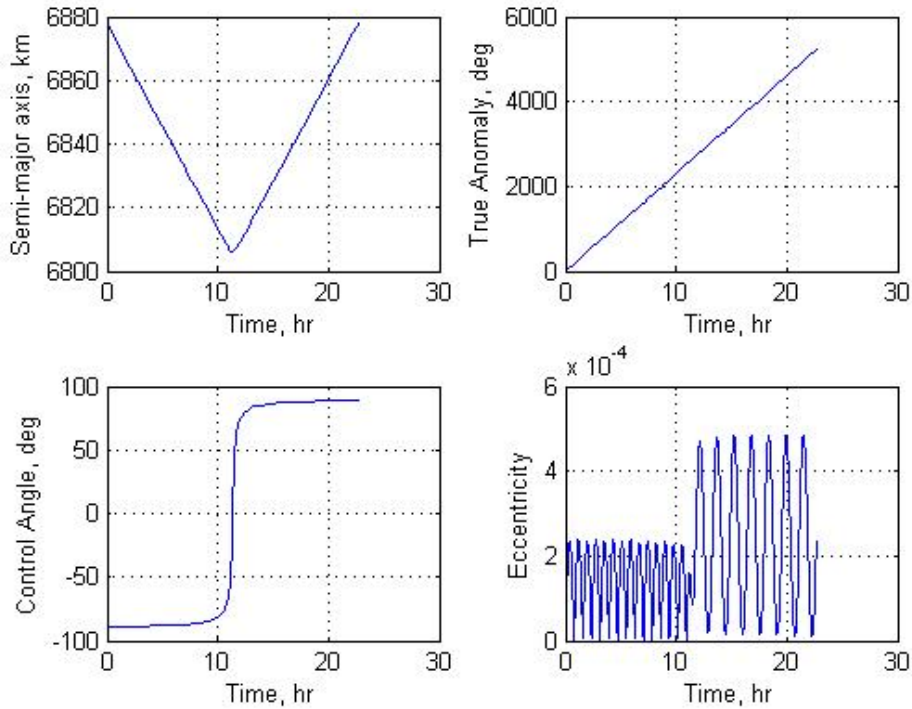 6880
6860
6840
6820
6800
Semi-major axis, km
0 10 20 30
Time, hr
6000
4000
2000
0
True Anomaly, deg
0 10 20 30
Time, hr
100
50
0
-50
-100
Control Angle, deg
0 10 20 30
Time, hr
x 10^-4
6
4
2
0
Eccentricity
0 10 20 30
Time, hr